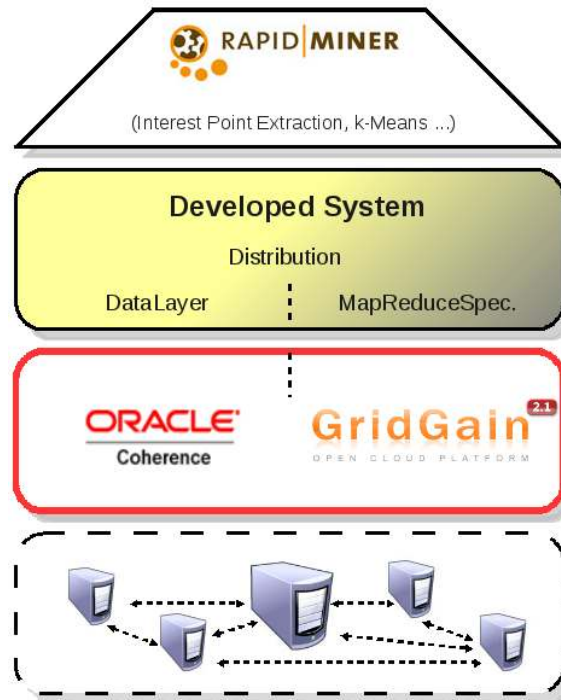 RAPID|MINER
(Interest Point Extraction, k-Means ...)
Developed System
Distribution
DataLayer
MapReduceSpec.
ORACLE'
Coherence
GridGain
2.1
OPEN CLOUD PLATFORM